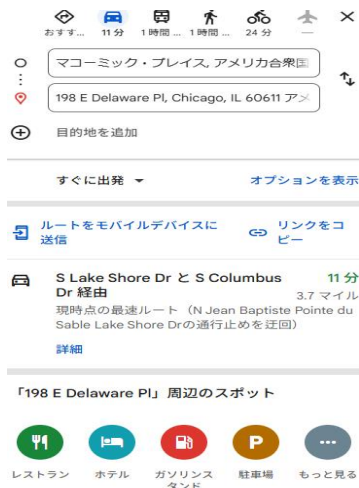 おすす… 11 分 1 時間 … 1 時間 … 24 分 —
マコーミック・プレイス, アメリカ合衆国
198 E Delaware Pl, Chicago, IL 60611 アメ
目的地を追加
すぐに出発 オプションを表示
ルートをモバイルデバイスに
送信
リンクをコ
ピー
S Lake Shore Dr と S Columbus
Dr 経由
11 分
3.7 マイル
現時点の最速ルート（N Jean Baptiste Pointe du
Sable Lake Shore Drの通行止めを迂回）
詳細
「198 E Delaware Pl」周辺のスポット
レストラン ホテル ガソリンス
タンド 駐車場 もっと見る